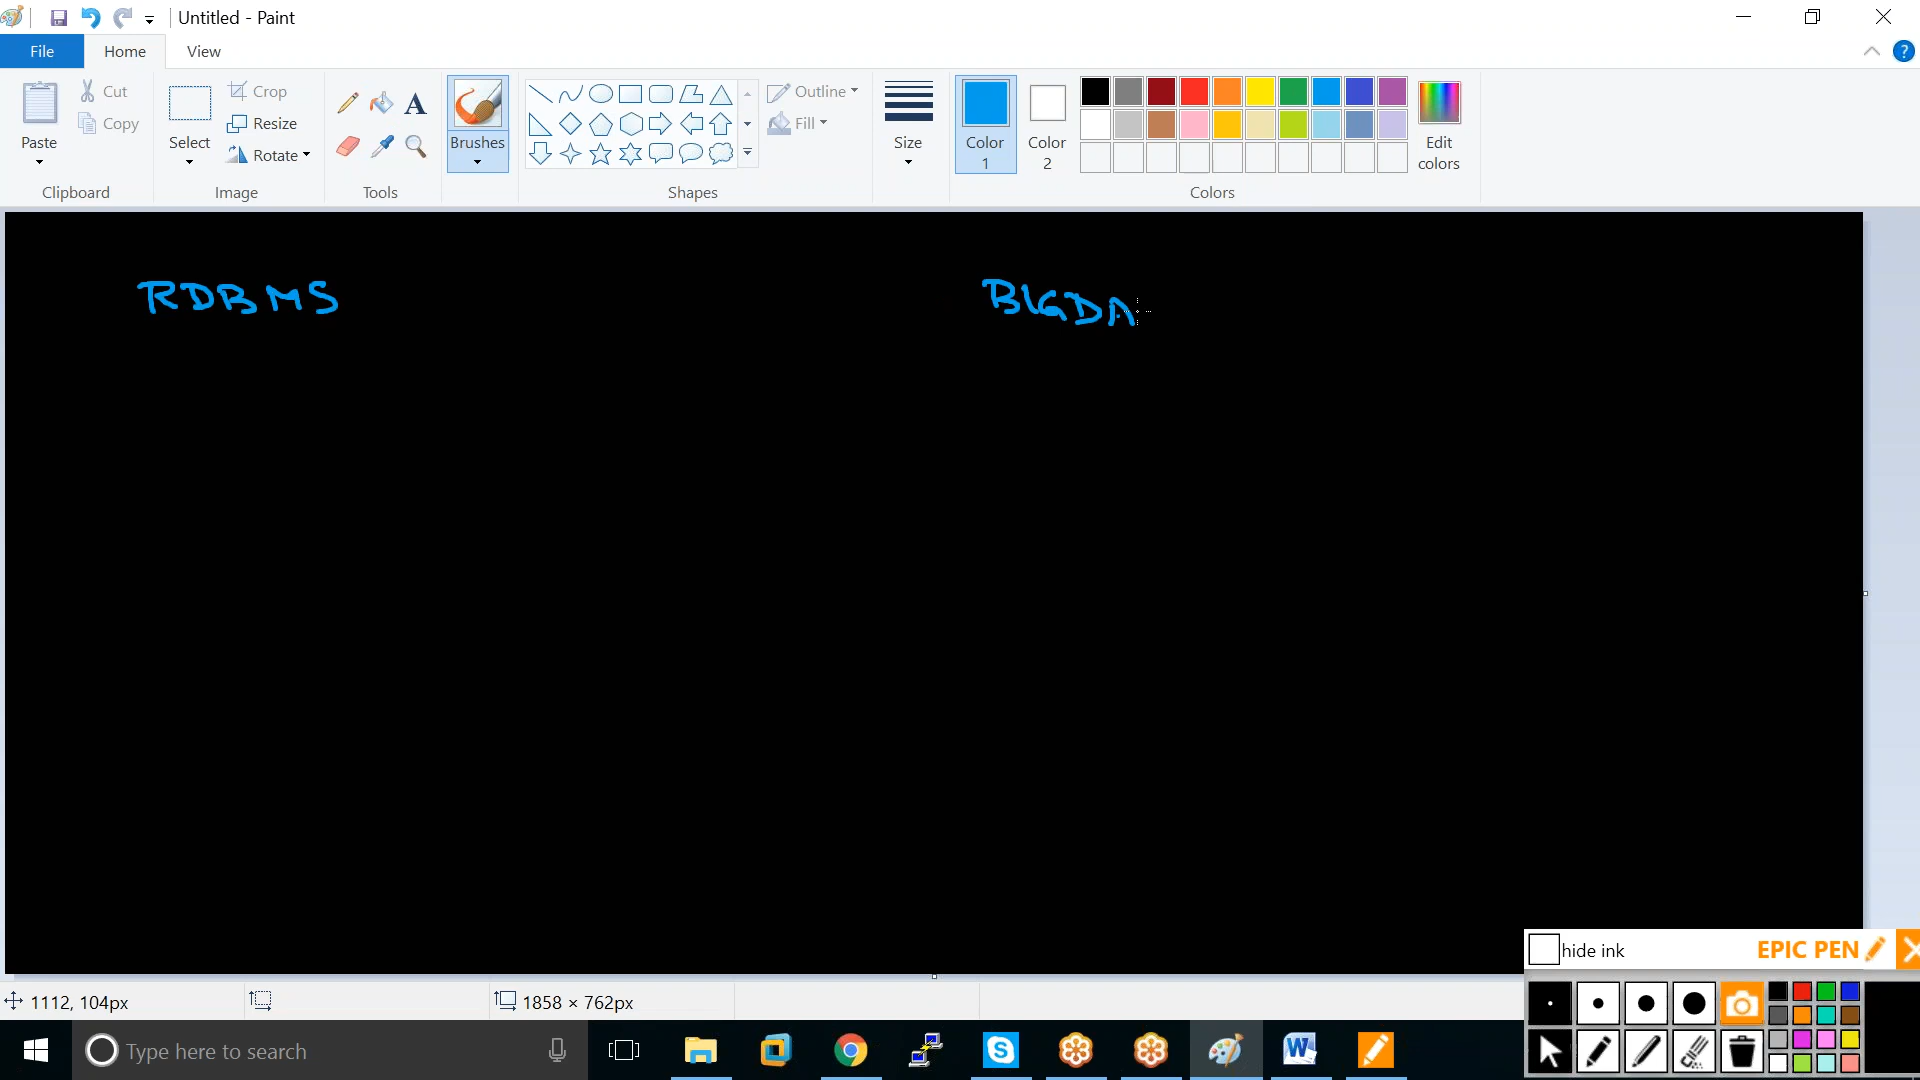 Untitled - Paint
File Home View
Paste Cut Copy Select Crop Resize Rotate Brushes Outline Fill Size Color 1 Color 2 Edit colors
Clipboard Image Tools Shapes Colors
RDBMS BIGDA
hide ink EPIC PEN
1112, 104px 1858 × 762px
Type here to search